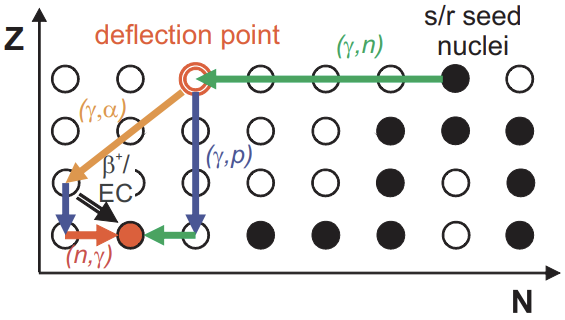 Z
s/r seed
nuclei
deflection point
(γ,n)
(γ,α)
(γ,p)
β⁺/
EC
(n,γ)
N